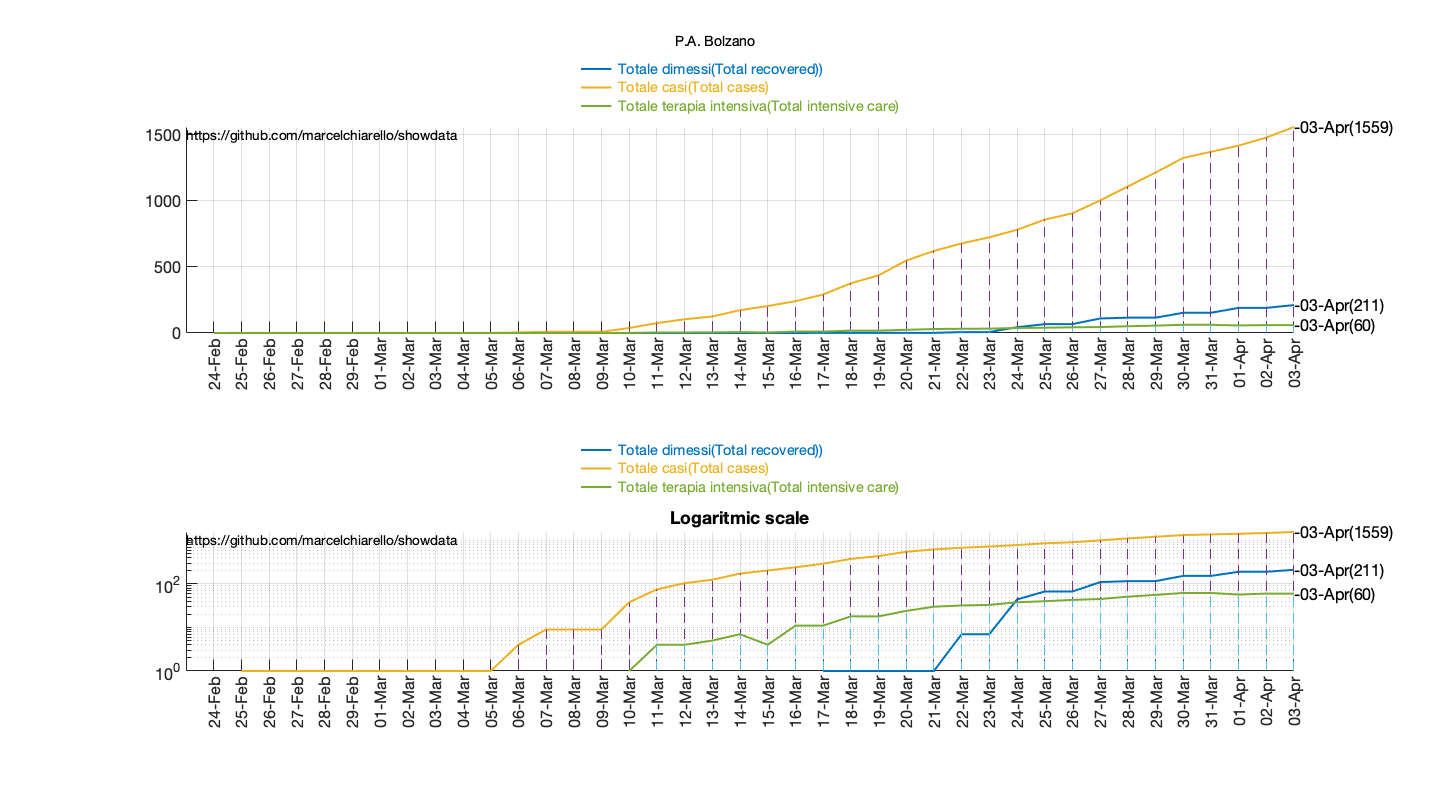 P.A. Bolzano
Totale dimessi(Total recovered))
Totale casi(Total cases)
Totale terapia intensiva(Total intensive care)
https://github.com/marcelchiarello/showdata
1500
1000
500
0
-03-Apr(1559)
-03-Apr(211)
-03-Apr(60)
24-Feb 25-Feb 26-Feb 27-Feb 28-Feb 29-Feb 01-Mar 02-Mar 03-Mar 04-Mar 05-Mar 06-Mar 07-Mar 08-Mar 09-Mar 10-Mar 11-Mar 12-Mar 13-Mar 14-Mar 15-Mar 16-Mar 17-Mar 18-Mar 19-Mar 20-Mar 21-Mar 22-Mar 23-Mar 24-Mar 25-Mar 26-Mar 27-Mar 28-Mar 29-Mar 30-Mar 31-Mar 01-Apr 02-Apr 03-Apr
Totale dimessi(Total recovered))
Totale casi(Total cases)
Totale terapia intensiva(Total intensive care)
Logaritmic scale
https://github.com/marcelchiarello/showdata
10²
10⁰
-03-Apr(1559)
-03-Apr(211)
-03-Apr(60)
24-Feb 25-Feb 26-Feb 27-Feb 28-Feb 29-Feb 01-Mar 02-Mar 03-Mar 04-Mar 05-Mar 06-Mar 07-Mar 08-Mar 09-Mar 10-Mar 11-Mar 12-Mar 13-Mar 14-Mar 15-Mar 16-Mar 17-Mar 18-Mar 19-Mar 20-Mar 21-Mar 22-Mar 23-Mar 24-Mar 25-Mar 26-Mar 27-Mar 28-Mar 29-Mar 30-Mar 31-Mar 01-Apr 02-Apr 03-Apr